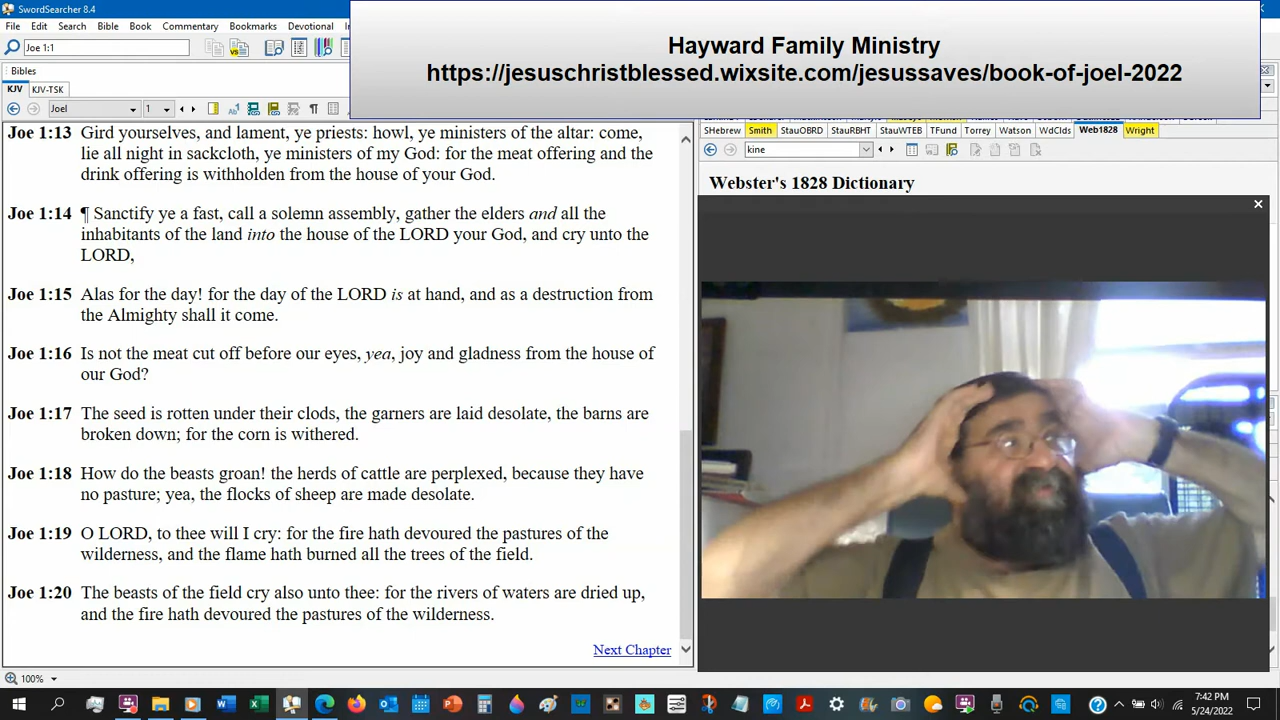 SwordSearcher 8.4
File Edit Search Bible Book Commentary Bookmarks Devotional
Joe 1:1
Bibles
KJV KJV-TSK
Joel 1
Hayward Family Ministry
https://jesuschristblessed.wixsite.com/jesussaves/book-of-joel-2022
Joe 1:13 Gird yourselves, and lament, ye priests: howl, ye ministers of the altar: come,
lie all night in sackcloth, ye ministers of my God: for the meat offering and the
drink offering is withholden from the house of your God.
Joe 1:14 ¶ Sanctify ye a fast, call a solemn assembly, gather the elders and all the
inhabitants of the land into the house of the LORD your God, and cry unto the
LORD,
Joe 1:15 Alas for the day! for the day of the LORD is at hand, and as a destruction from
the Almighty shall it come.
Joe 1:16 Is not the meat cut off before our eyes, yea, joy and gladness from the house of
our God?
Joe 1:17 The seed is rotten under their clods, the garners are laid desolate, the barns are
broken down; for the corn is withered.
Joe 1:18 How do the beasts groan! the herds of cattle are perplexed, because they have
no pasture; yea, the flocks of sheep are made desolate.
Joe 1:19 O LORD, to thee will I cry: for the fire hath devoured the pastures of the
wilderness, and the flame hath burned all the trees of the field.
Joe 1:20 The beasts of the field cry also unto thee: for the rivers of waters are dried up,
and the fire hath devoured the pastures of the wilderness.
Next Chapter
100%
SHebrew Smith StauOBRD StauRBHT StauWTEB TFund Torrey Watson WdClds Web1828 Wright
kine
Webster's 1828 Dictionary
7:42 PM
5/24/2022